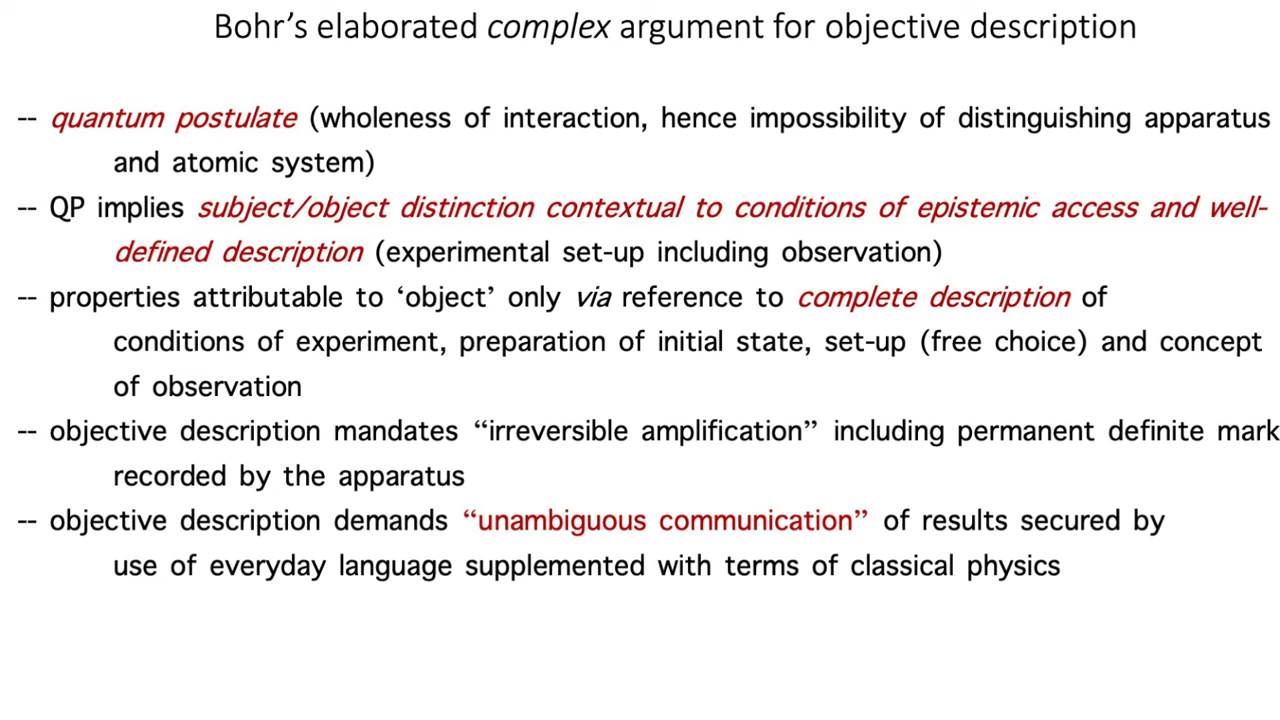 Bohr’s elaborated complex argument for objective description
-- quantum postulate (wholeness of interaction, hence impossibility of distinguishing apparatus
and atomic system)
-- QP implies subject/object distinction contextual to conditions of epistemic access and well-
defined description (experimental set-up including observation)
-- properties attributable to ‘object’ only via reference to complete description of
conditions of experiment, preparation of initial state, set-up (free choice) and concept
of observation
-- objective description mandates “irreversible amplification” including permanent definite mark
recorded by the apparatus
-- objective description demands “unambiguous communication” of results secured by
use of everyday language supplemented with terms of classical physics